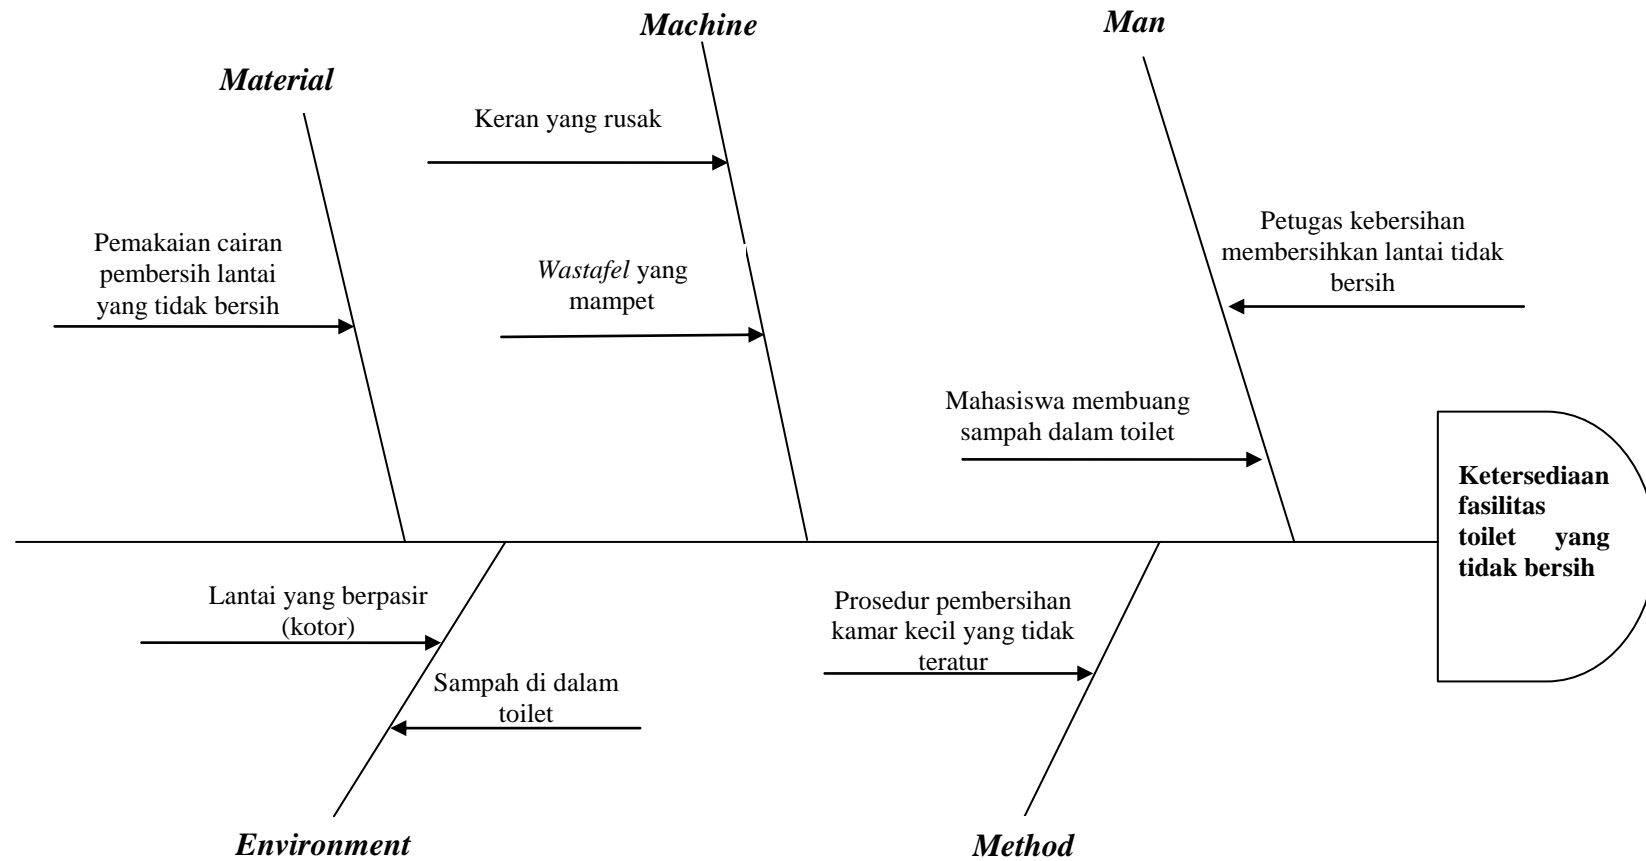 Machine
Man
Material
Keran yang rusak
Pemakaian cairan
pembersih lantai
yang tidak bersih
Wastafel yang
mampet
Petugas kebersihan
membersihkan lantai tidak
bersih
Mahasiswa membuang
sampah dalam toilet
Ketersediaan
fasilitas
toilet yang
tidak bersih
Lantai yang berpasir
(kotor)
Sampah di dalam
toilet
Prosedur pembersihan
kamar kecil yang tidak
teratur
Environment
Method